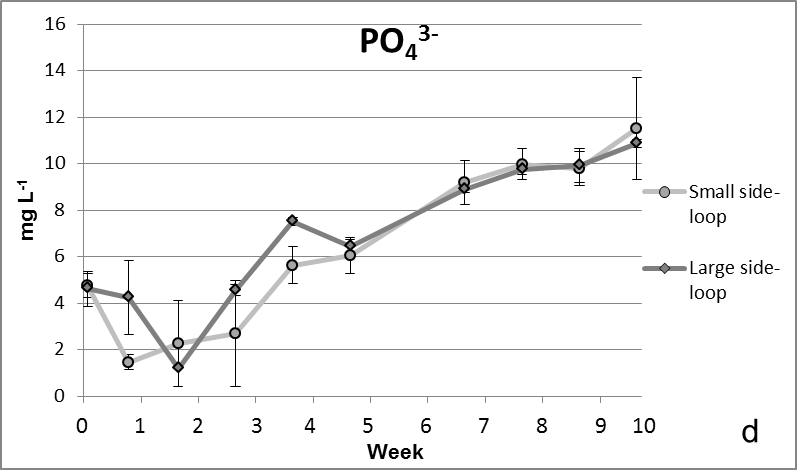 PO₄³⁻
16
14
12
10
8
6
4
2
0
mg L⁻¹
0 1 2 3 4 5 6 7 8 9 10
Week
Small side-
loop
Large side-
loop
d